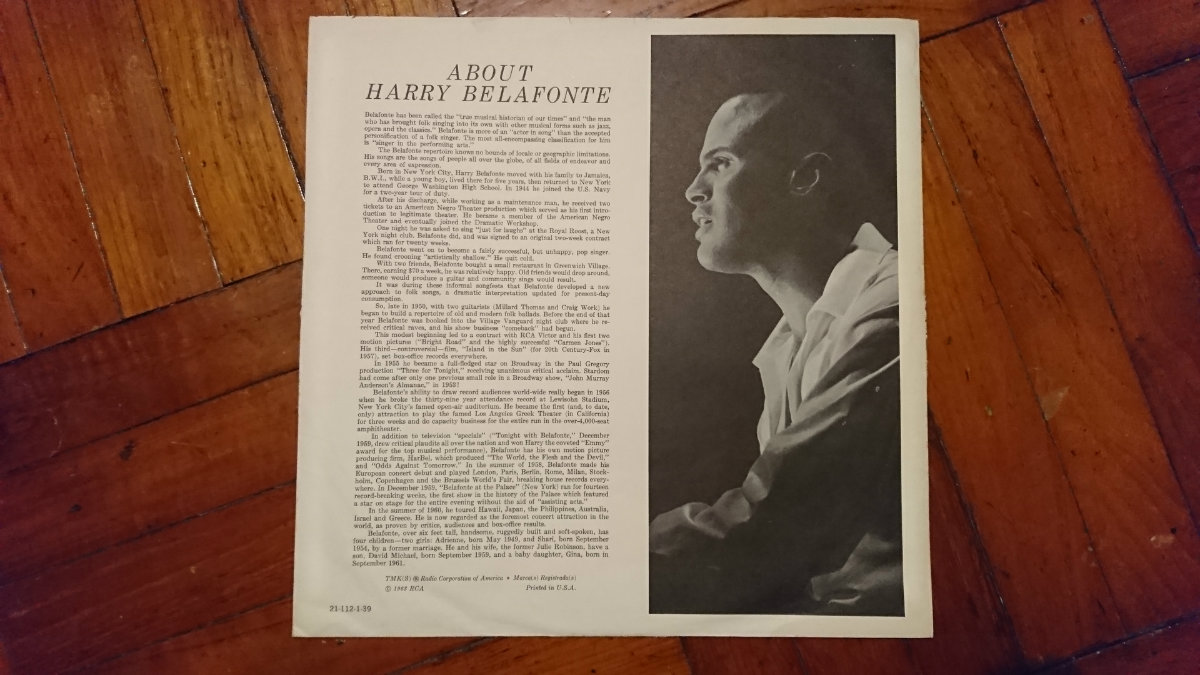 ABOUT
HARRY BELAFONTE
Belafonte has been called the "true musical historian of our times" and "the man
who has brought folk singing into its own with other musical forms such as jazz,
opera and the classics." Belafonte is more of an "actor in song" than the accepted
personification of a folk singer. The most all-encompassing classification for him
is "singer in the performing arts."
The Belafonte repertoire knows no bounds of locale or geographic limitations.
His songs are the songs of people all over the globe, of all fields of endeavor and
every area of expression.
Born in New York City, Harry Belafonte moved with his family to Jamaica,
B.W.I., while a young boy, lived there for five years, then returned to New York
to attend George Washington High School. In 1944 he joined the U.S. Navy
for a two-year tour of duty.
After his discharge, while working as a maintenance man, he received two
tickets to an American Negro Theater production which served as his first intro-
duction to legitimate theater. He became a member of the American Negro
Theater and eventually joined the Dramatic Workshop.
One night he was asked to sing "just for laughs" at the Royal Roost, a New
York night club. Belafonte did, and was signed to an original two-week contract
which ran for twenty weeks.
Belafonte went on to become a fairly successful, but unhappy, pop singer.
He found crooning "artistically shallow." He quit cold.
With two friends, Belafonte bought a small restaurant in Greenwich Village.
There, earning $70 a week, he was relatively happy. Old friends would drop around,
someone would produce a guitar and community sings would result.
It was during these informal songfests that Belafonte developed a new
approach to folk songs, a dramatic interpretation updated for present-day
consumption.
So, late in 1950, with two guitarists (Millard Thomas and Craig Work) he
began to build a repertoire of old and modern folk ballads. Before the end of that
year Belafonte was booked into the Village Vanguard night club where he re-
ceived critical raves, and his show business "comeback" had begun.
This modest beginning led to a contract with RCA Victor and his first two
motion pictures ("Bright Road" and the highly successful "Carmen Jones").
His third—controversial—film, "Island in the Sun" (for 20th Century-Fox in
1957), set box-office records everywhere.
In 1955 he became a full-fledged star on Broadway in the Paul Gregory
production "Three for Tonight," receiving unanimous critical acclaim. Stardom
had come after only one previous small role in a Broadway show, "John Murray
Anderson's Almanac," in 1953!
Belafonte's ability to draw record audiences world-wide really began in 1956
when he broke the thirty-nine year attendance record at Lewisohn Stadium,
New York City's famed open-air auditorium. He became the first (and, to date,
only) attraction to play the famed Los Angeles Greek Theater (in California)
for three weeks and do capacity business for the entire run in the over-4,000-seat
amphitheater.
In addition to television "specials" ("Tonight with Belafonte," December
1959, drew critical plaudits all over the nation and won Harry the coveted "Emmy"
award for the top musical performance), Belafonte has his own motion picture
producing firm, HarBel, which produced "The World, the Flesh and the Devil,"
and "Odds Against Tomorrow." In the summer of 1958, Belafonte made his
European concert debut and played London, Paris, Berlin, Rome, Milan, Stock-
holm, Copenhagen and the Brussels World's Fair, breaking house records every-
where. In December 1959, "Belafonte at the Palace" (New York) ran for fourteen
record-breaking weeks, the first show in the history of the Palace which featured
a star on stage for the entire evening without the aid of "assisting acts."
In the summer of 1960, he toured Hawaii, Japan, the Philippines, Australia,
Israel and Greece. He is now regarded as the foremost concert attraction in the
world, as proven by critics, audiences and box-office results.
Belafonte, over six feet tall, handsome, ruggedly built and soft-spoken, has
four children—two girls: Adrienne, born May 1949, and Shari, born September
1954, by a former marriage. He and his wife, the former Julie Robinson, have a
son, David Michael, born September 1959, and a baby daughter, Gina, born in
September 1961.
TMK(S) ® Radio Corporation of America • Marca(s) Registrada(s)
© 1962 RCA Printed in U.S.A.
21-112-1-39